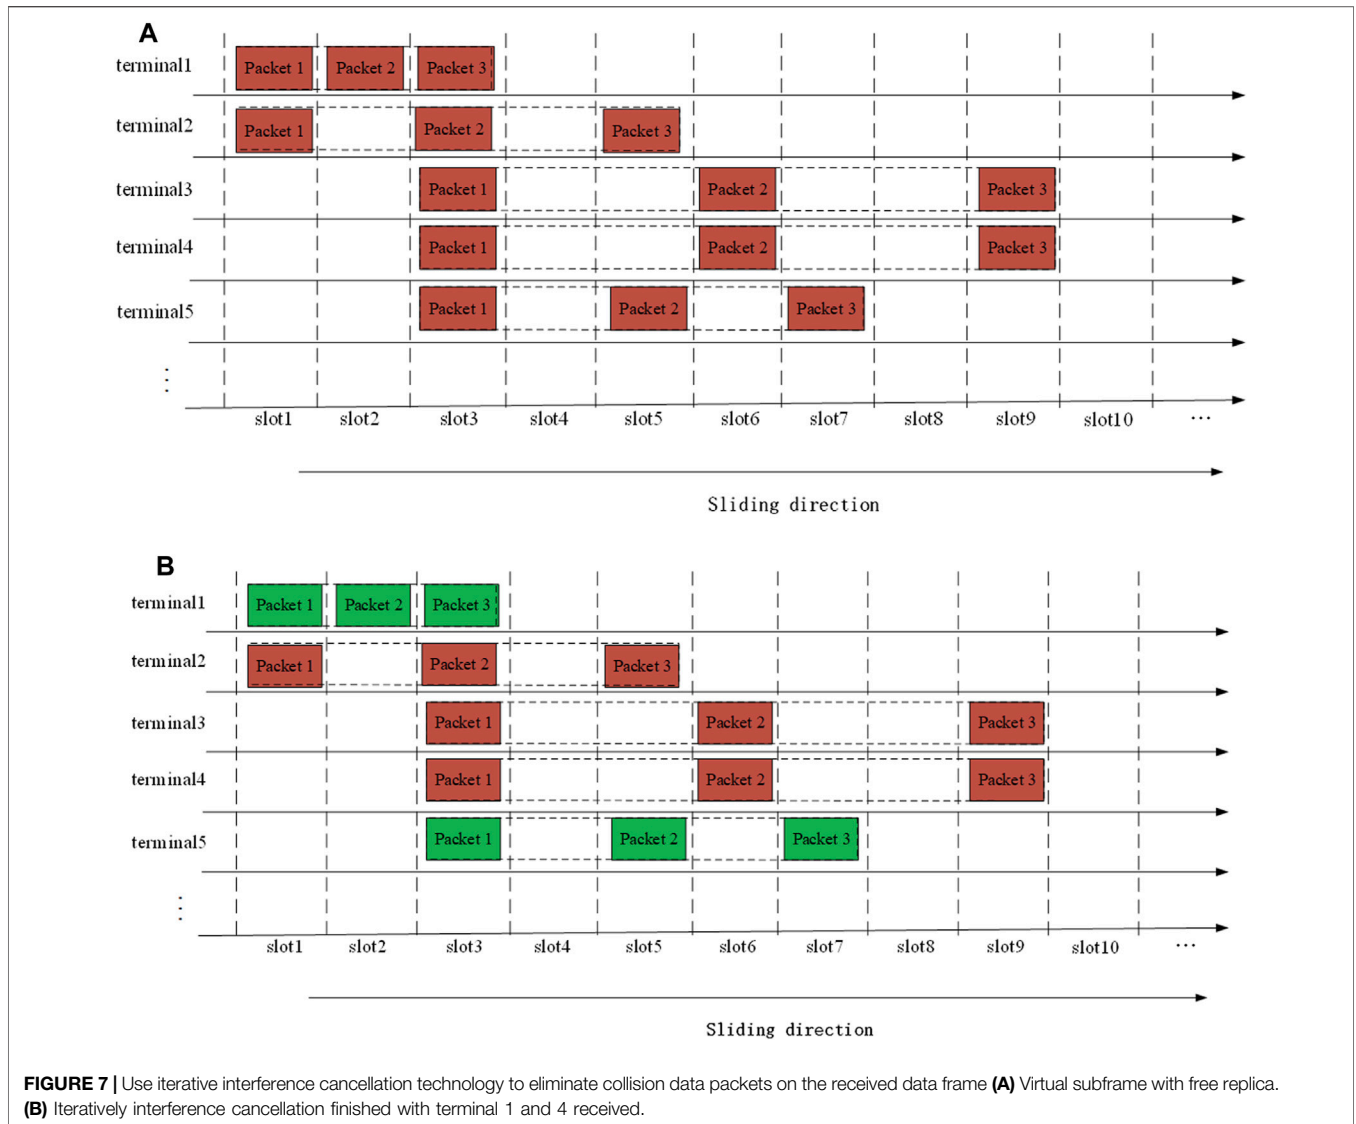 A
terminal1
Packet 1 Packet 2 Packet 3
terminal2
Packet 1 Packet 2 Packet 3
terminal3
Packet 1 Packet 2 Packet 3
terminal4
Packet 1 Packet 2 Packet 3
terminal5
Packet 1 Packet 2 Packet 3
⋮
slot1 slot2 slot3 slot4 slot5 slot6 slot7 slot8 slot9 slot10 ⋯
Sliding direction
B
terminal1
Packet 1 Packet 2 Packet 3
terminal2
Packet 1 Packet 2 Packet 3
terminal3
Packet 1 Packet 2 Packet 3
terminal4
Packet 1 Packet 2 Packet 3
terminal5
Packet 1 Packet 2 Packet 3
⋮
slot1 slot2 slot3 slot4 slot5 slot6 slot7 slot8 slot9 slot10 ⋯
Sliding direction
FIGURE 7 | Use iterative interference cancellation technology to eliminate collision data packets on the received data frame (A) Virtual subframe with free replica.
(B) Iteratively interference cancellation finished with terminal 1 and 4 received.